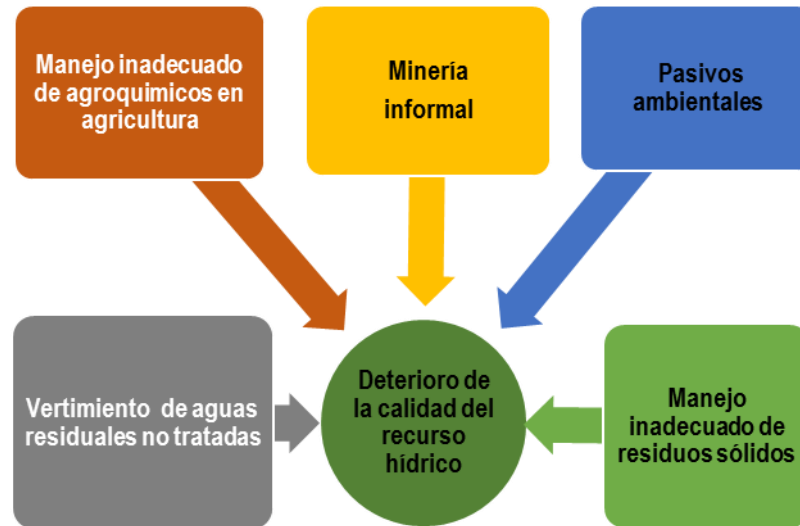 Manejo inadecuado
de agroquimicos en
agricultura
Minería
informal
Pasivos
ambientales
Vertimiento de aguas
residuales no tratadas
Deterioro de
la calidad del
recurso
hídrico
Manejo
inadecuado de
residuos sólidos